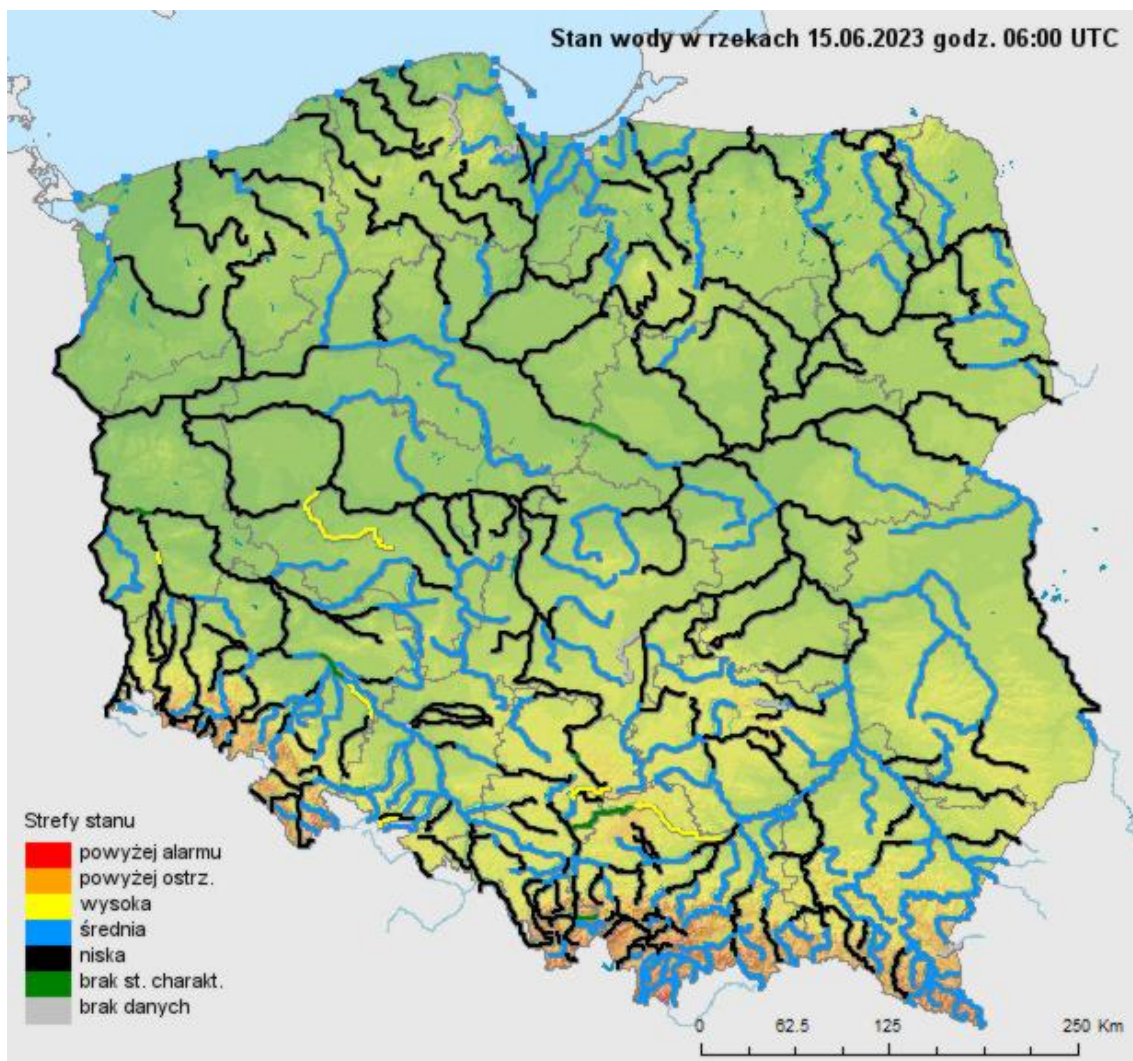 Stan wody w rzekach 15.06.2023 godz. 06:00 UTC
Strefy stanu
powyżej alarmu
powyżej ostrz.
wysoka
średnia
niska
brak st. charakt.
brak danych
0 62.5 125 250 Km